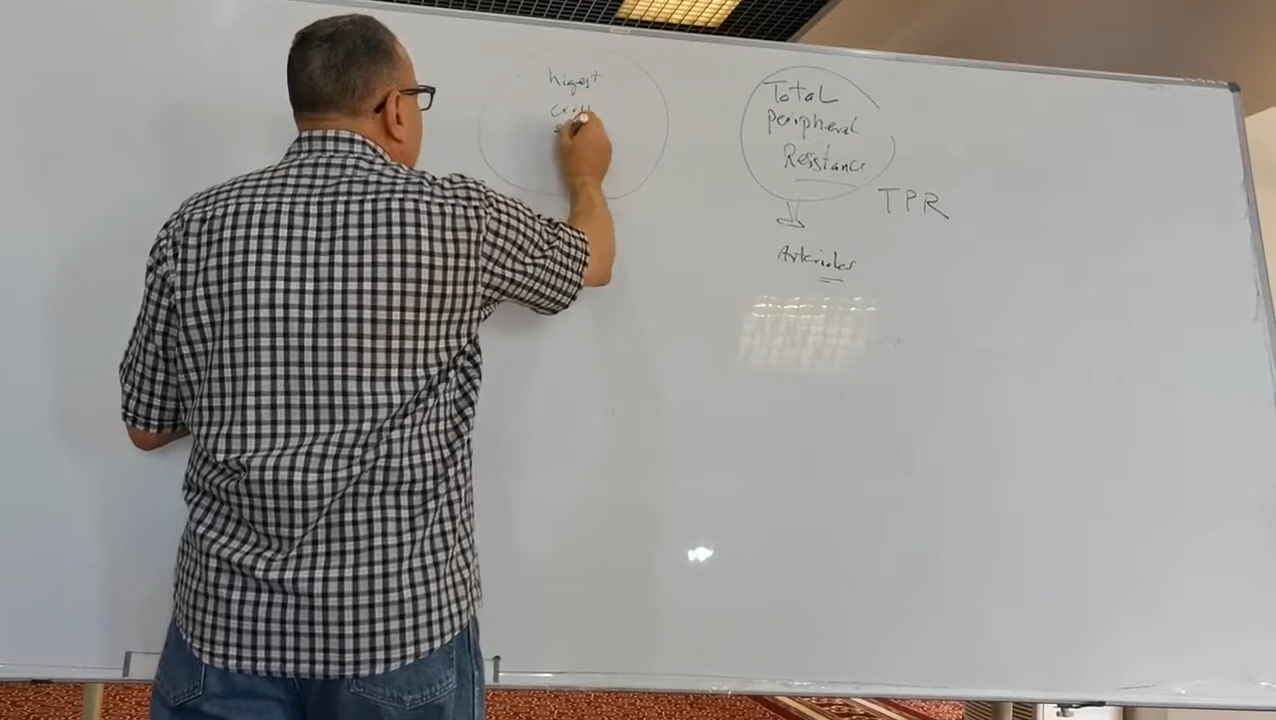 higest
cross
Total
peripheral
Resistance
TPR
Arterioles